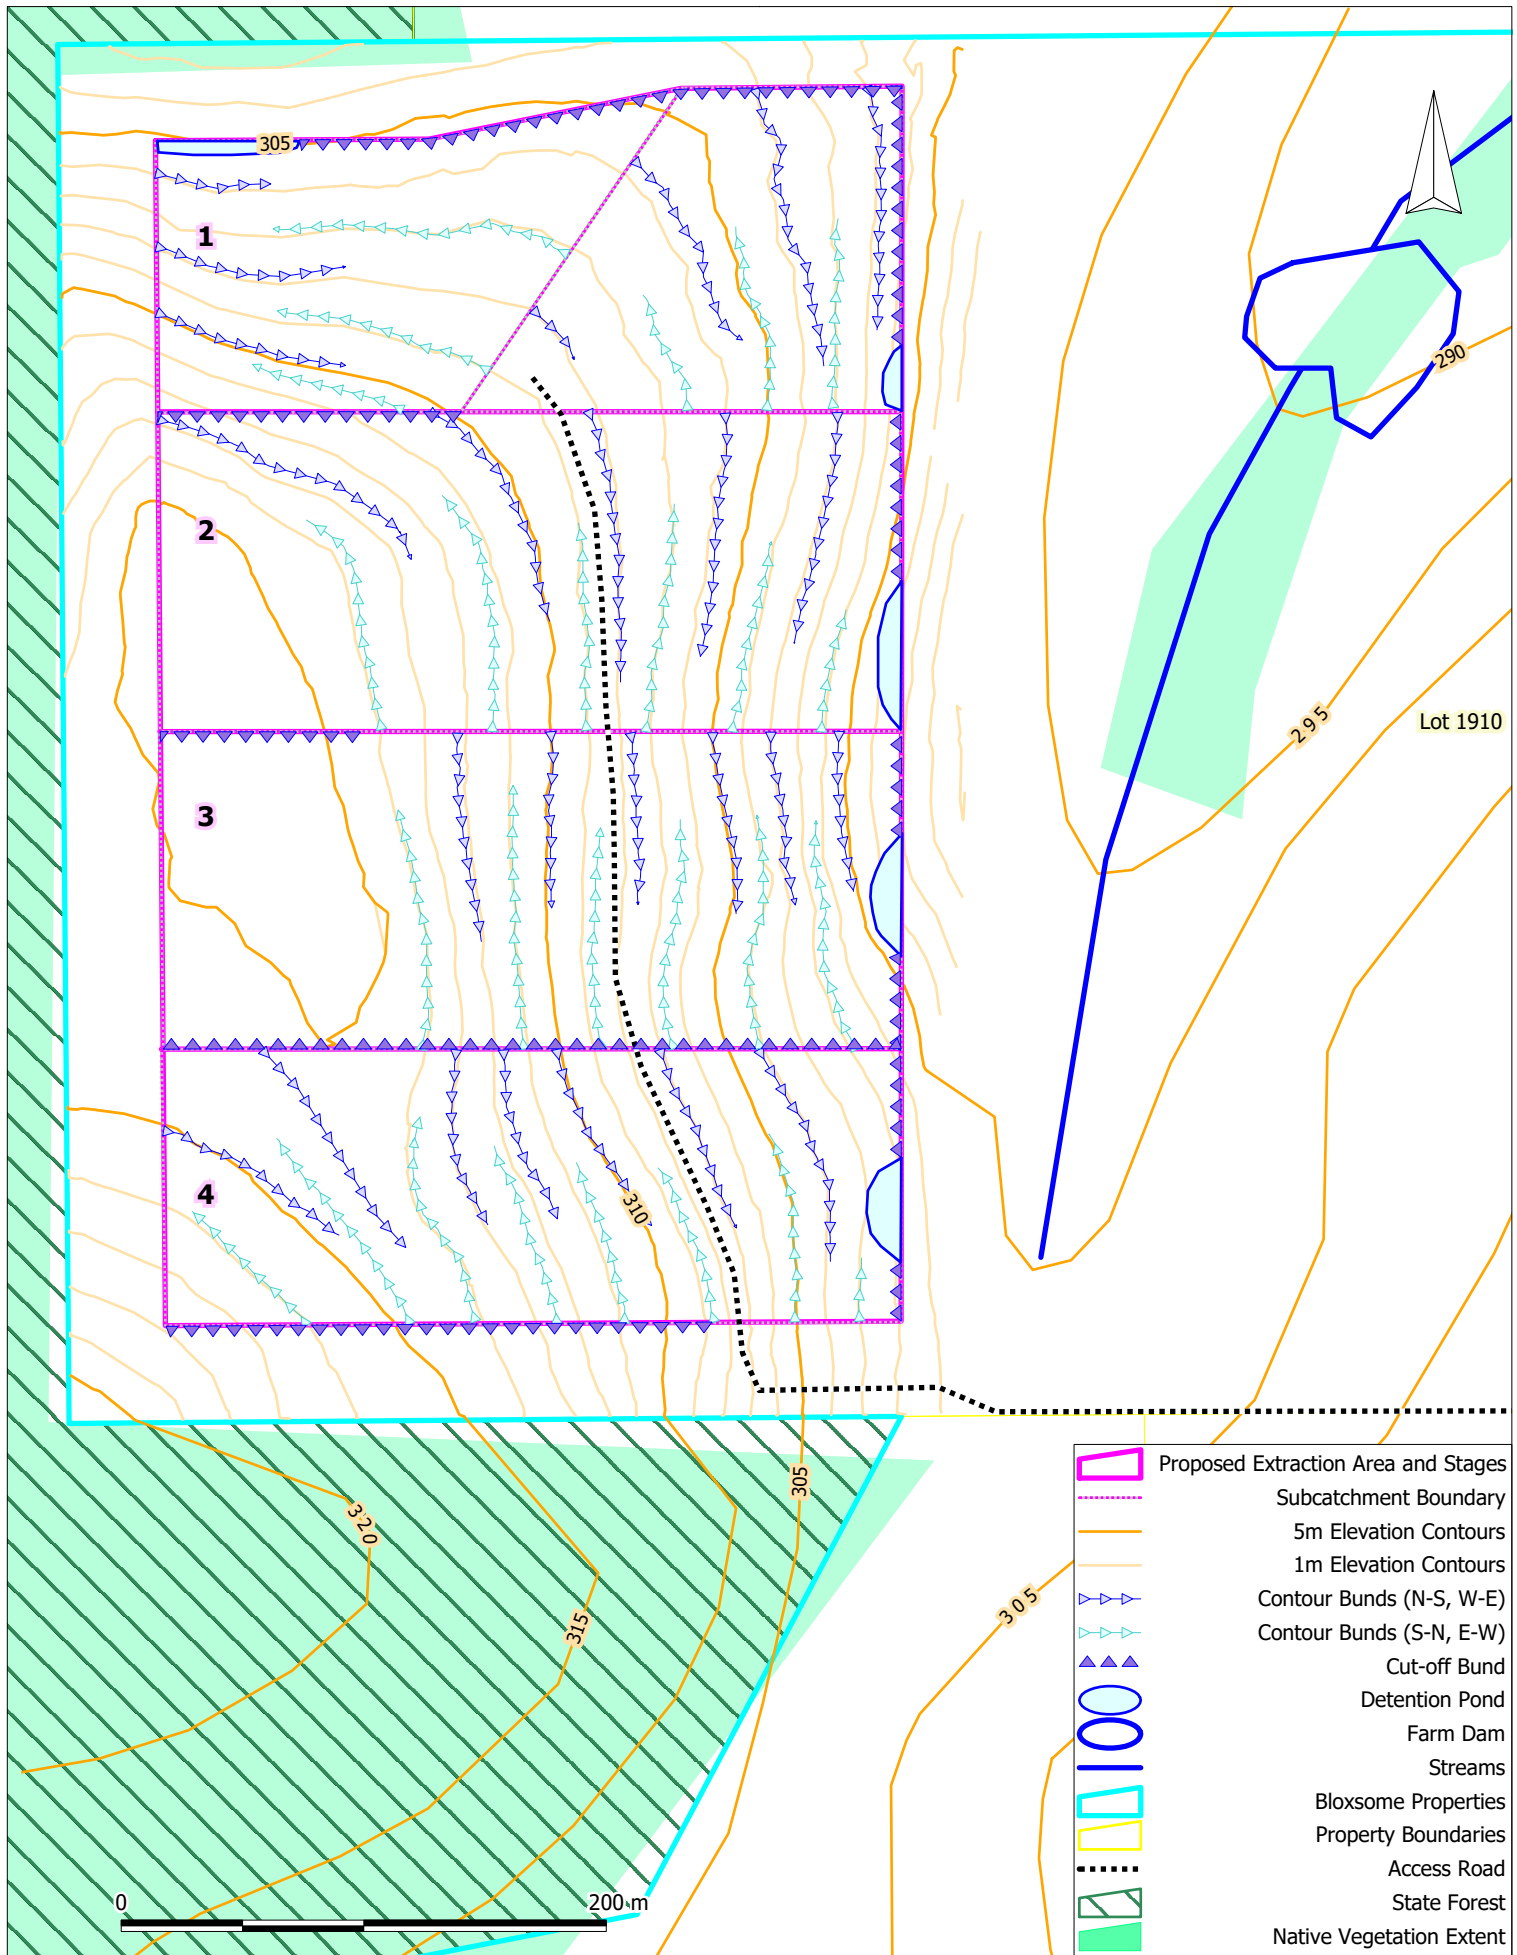 305
1
290
2
295
Lot 1910
3
4
310
Proposed Extraction Area and Stages
Subcatchment Boundary
305
320
5m Elevation Contours
1m Elevation Contours
305
Contour Bunds (N-S, W-E)
315
Contour Bunds (S-N, E-W)
Cut-off Bund
Detention Pond
Farm Dam
Streams
Bloxsome Properties
Property Boundaries
Access Road
0
200 m
State Forest
Native Vegetation Extent